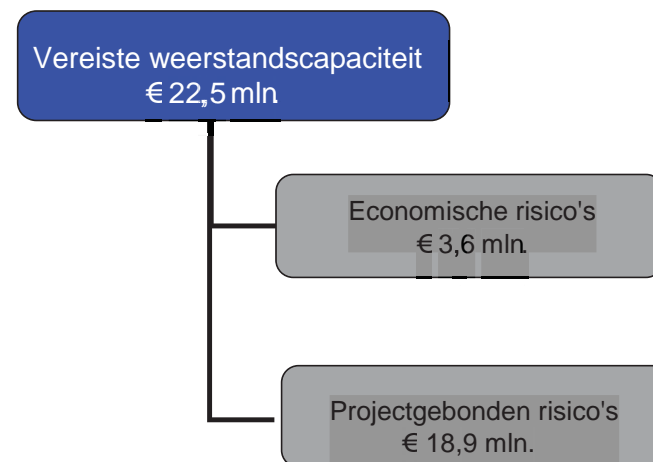 Vereiste weerstandscapaciteit
€ 22,5 mln.
Economische risico's
€ 3,6 mln.
Projectgebonden risico's
€ 18,9 mln.